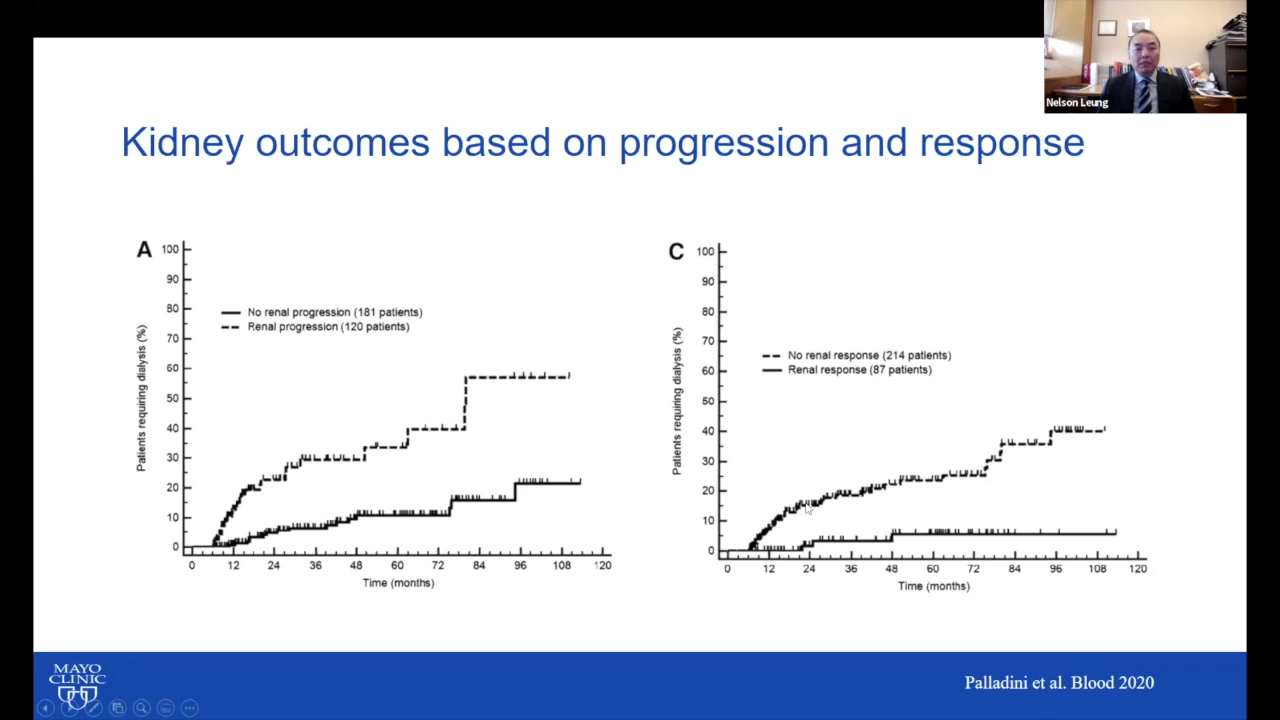 Nelson Leung
Kidney outcomes based on progression and response
A
100
90
80
70
60
50
40
30
20
10
0
Patients requiring dialysis (%)
No renal progression (181 patients)
Renal progression (120 patients)
0 12 24 36 48 60 72 84 96 108 120
Time (months)
C
100
90
80
70
60
50
40
30
20
10
0
Patients requiring dialysis (%)
No renal response (214 patients)
Renal response (87 patients)
0 12 24 36 48 60 72 84 96 108 120
Time (months)
MAYO
CLINIC
Palladini et al. Blood 2020